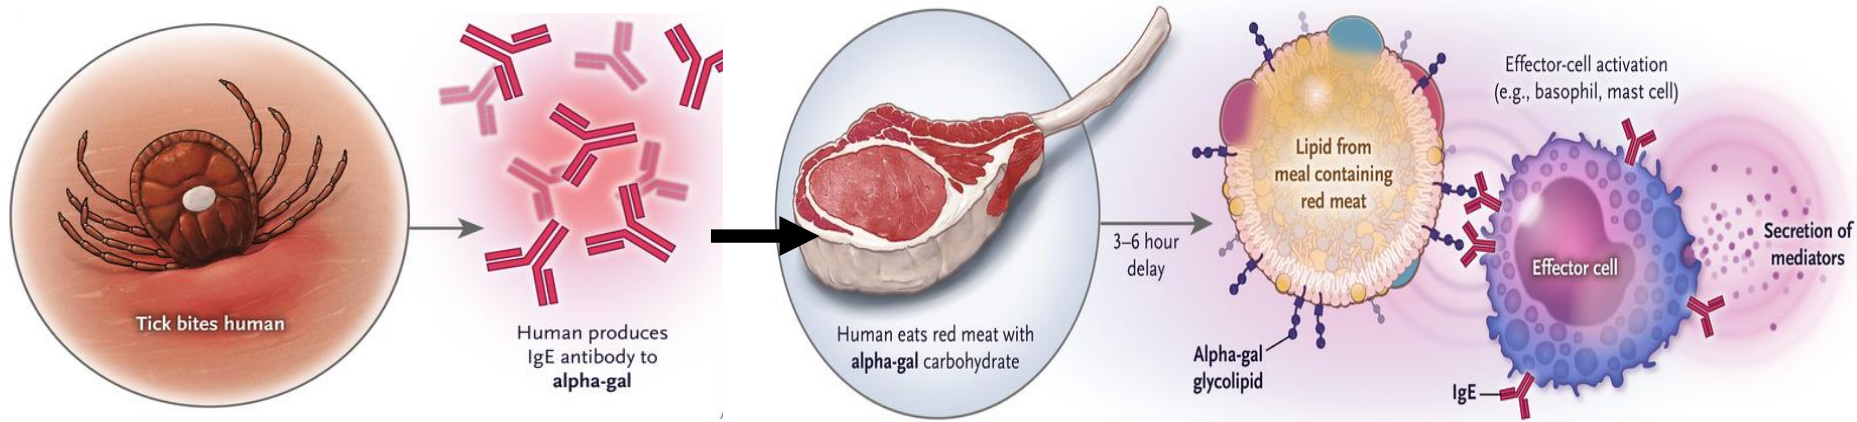 Tick bites human
Human produces
IgE antibody to
alpha-gal
Human eats red meat with
alpha-gal carbohydrate
3–6 hour
delay
Lipid from
meal containing
red meat
Alpha-gal
glycolipid
Effector-cell activation
(e.g., basophil, mast cell)
Effector cell
IgE
Secretion of
mediators